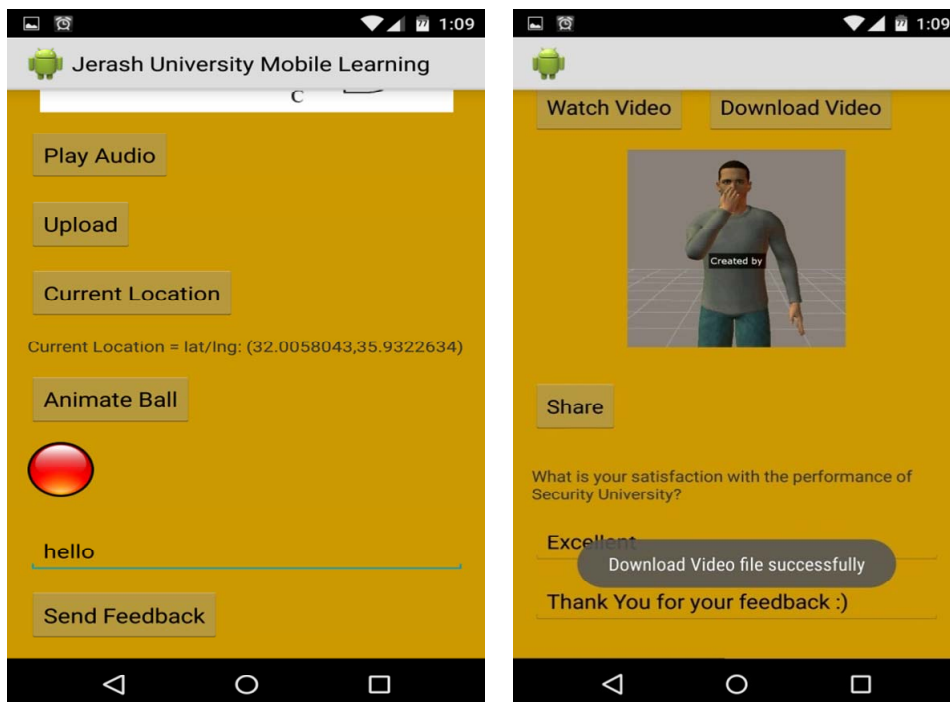 1:09
Jerash University Mobile Learning
C
Play Audio
Upload
Current Location
Current Location = lat/lng: (32.0058043,35.9322634)
Animate Ball
hello
Send Feedback
1:09
Watch Video
Download Video
Created by
Share
What is your satisfaction with the performance of
Security University?
Excellent
Download Video file successfully
Thank You for your feedback :)